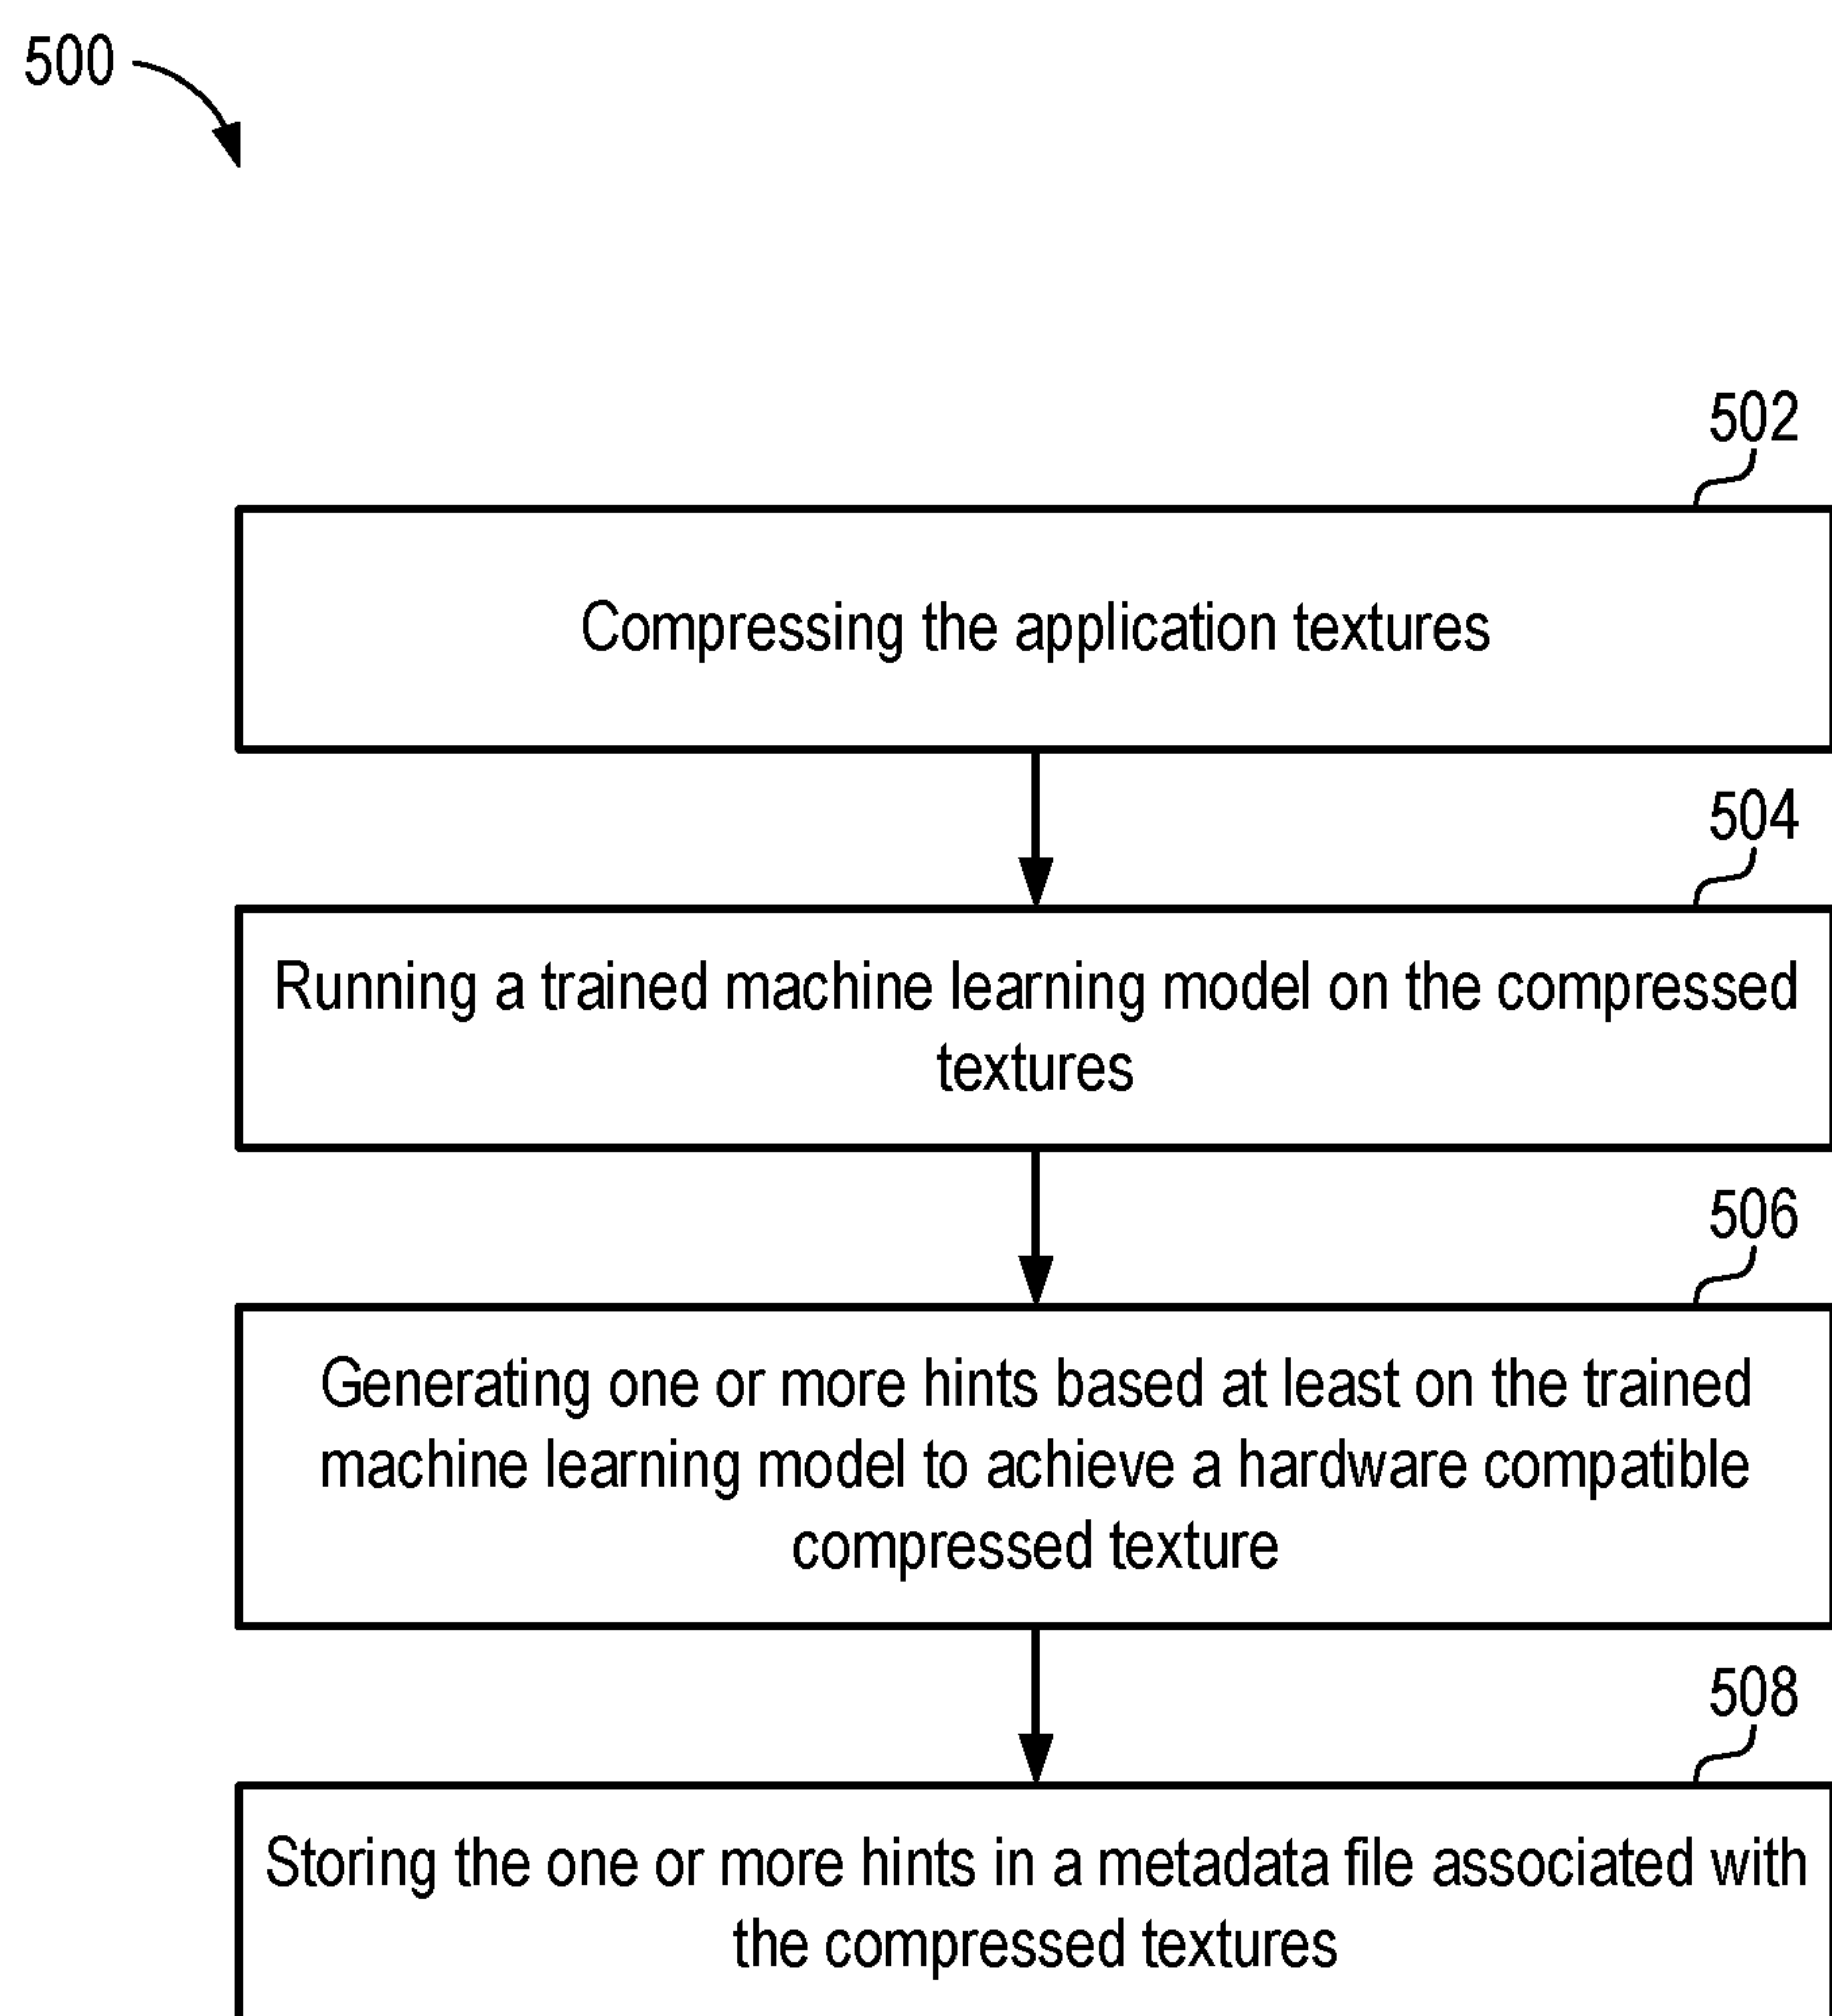 500
502
Compressing the application textures
504
Running a trained machine learning model on the compressed
textures
506
Generating one or more hints based at least on the trained
machine learning model to achieve a hardware compatible
compressed texture
508
Storing the one or more hints in a metadata file associated with
the compressed textures